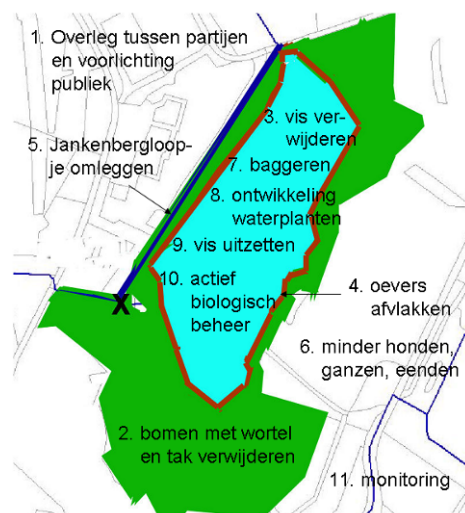 1. Overleg tussen partijen
en voorlichting
publiek
3. vis ver-
wijderen
5. Jankenbergloop-
je omleggen
7. baggeren
8. ontwikkeling
waterplanten
9. vis uitzetten
10. actief
biologisch
beheer
4. oevers
afvlakken
X
6. minder honden,
ganzen, eenden
2. bomen met wortel
en tak verwijderen
11. monitoring